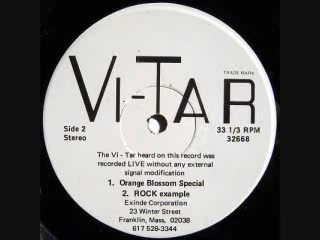 VI-TAR
TRADE MARK
Side 2
Stereo
33 1/3 RPM
32668
The Vi - Tar heard on this record was
recorded LIVE without any external
signal modification
1. Orange Blossom Special
2. ROCK example
Exinde Corporation
23 Winter Street
Franklin, Mass, 02038
617 528-3344